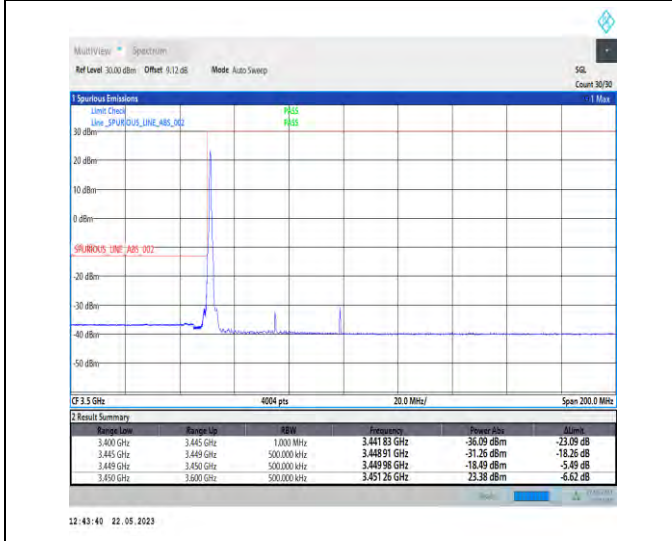 MultiView Spectrum
Ref Level 30.00 dBm Offset 9.12 dB Mode Auto Sweep SGL
Count 30/30
1 Spurious Emissions 1 Max
Limit Check PASS
Line _SPURIOUS_LINE_ABS_002 PASS
30 dBm
20 dBm
10 dBm
0 dBm
SPURIOUS_LINE_ABS_002
-20 dBm
-30 dBm
-40 dBm
-50 dBm
CF 3.5 GHz 4004 pts 20.0 MHz/ Span 200.0 MHz
2 Result Summary
Range Low Range Up RBW Frequency Power Abs ΔLimit
3.400 GHz 3.445 GHz 1.000 MHz 3.441 83 GHz -36.09 dBm -23.09 dB
3.445 GHz 3.449 GHz 500.000 kHz 3.448 91 GHz -31.26 dBm -18.26 dB
3.449 GHz 3.450 GHz 500.000 kHz 3.449 98 GHz -18.49 dBm -5.49 dB
3.450 GHz 3.600 GHz 500.000 kHz 3.451 26 GHz 23.38 dBm -6.62 dB
12:43:40 22.05.2023